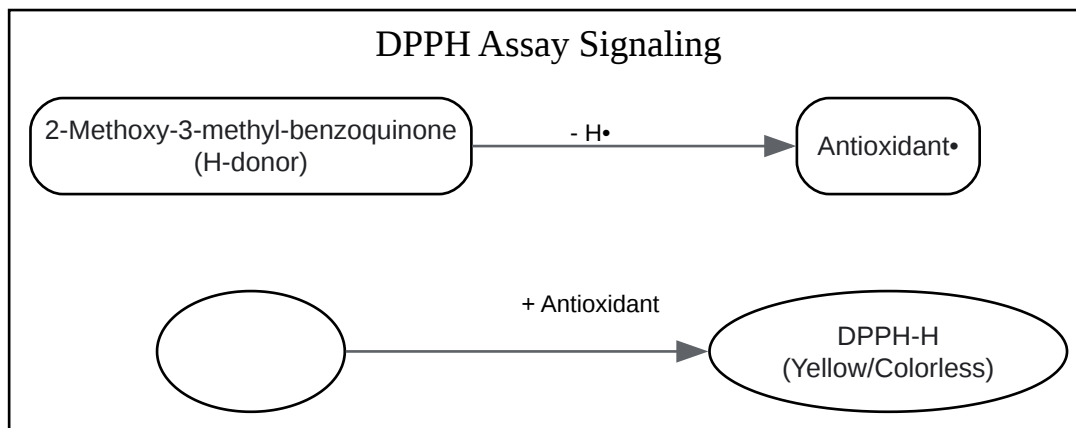 DPPH Assay Signaling
2-Methoxy-3-methyl-benzoquinone
(H-donor)
- H•
Antioxidant•
+ Antioxidant
DPPH-H
(Yellow/Colorless)